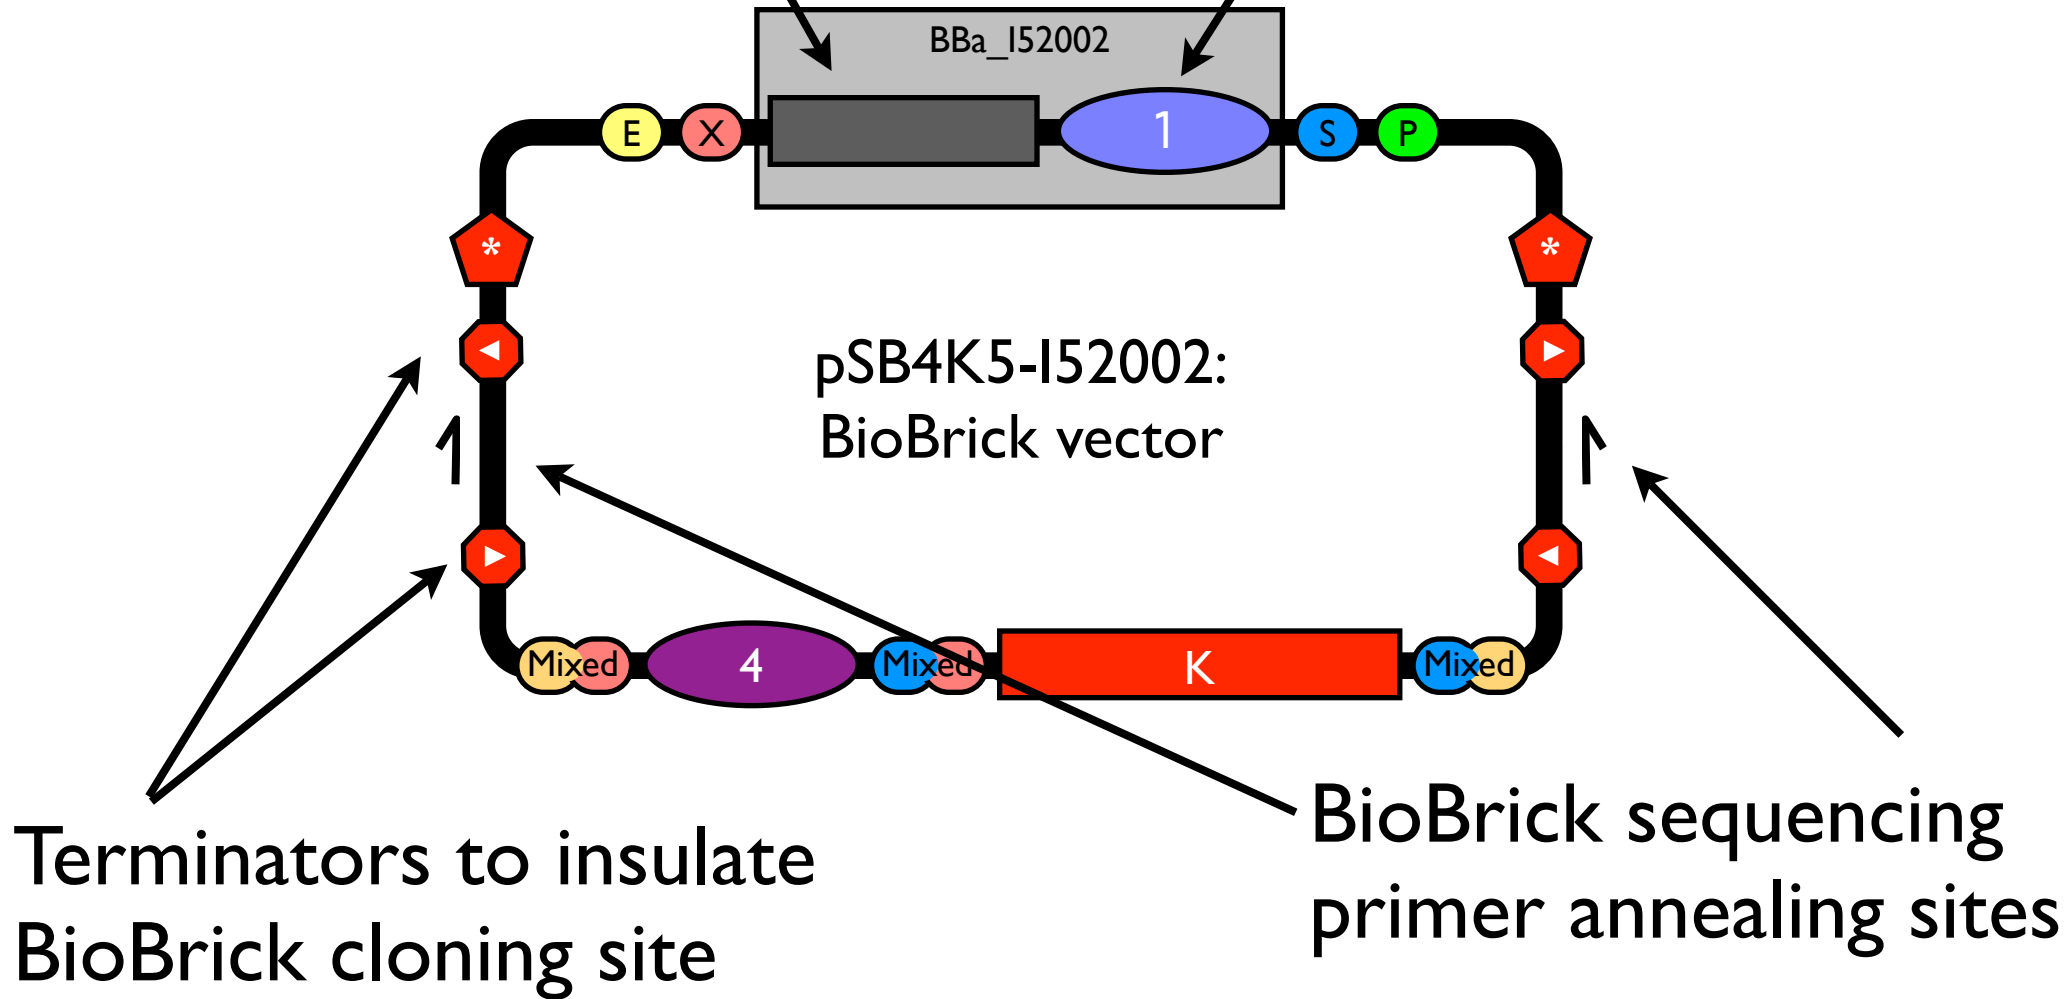 BBa_I52002
E X 1 S P
* *
pSB4K5-I52002:
BioBrick vector
Mixed 4 Mixed K Mixed
Terminators to insulate
BioBrick cloning site
BioBrick sequencing
primer annealing sites